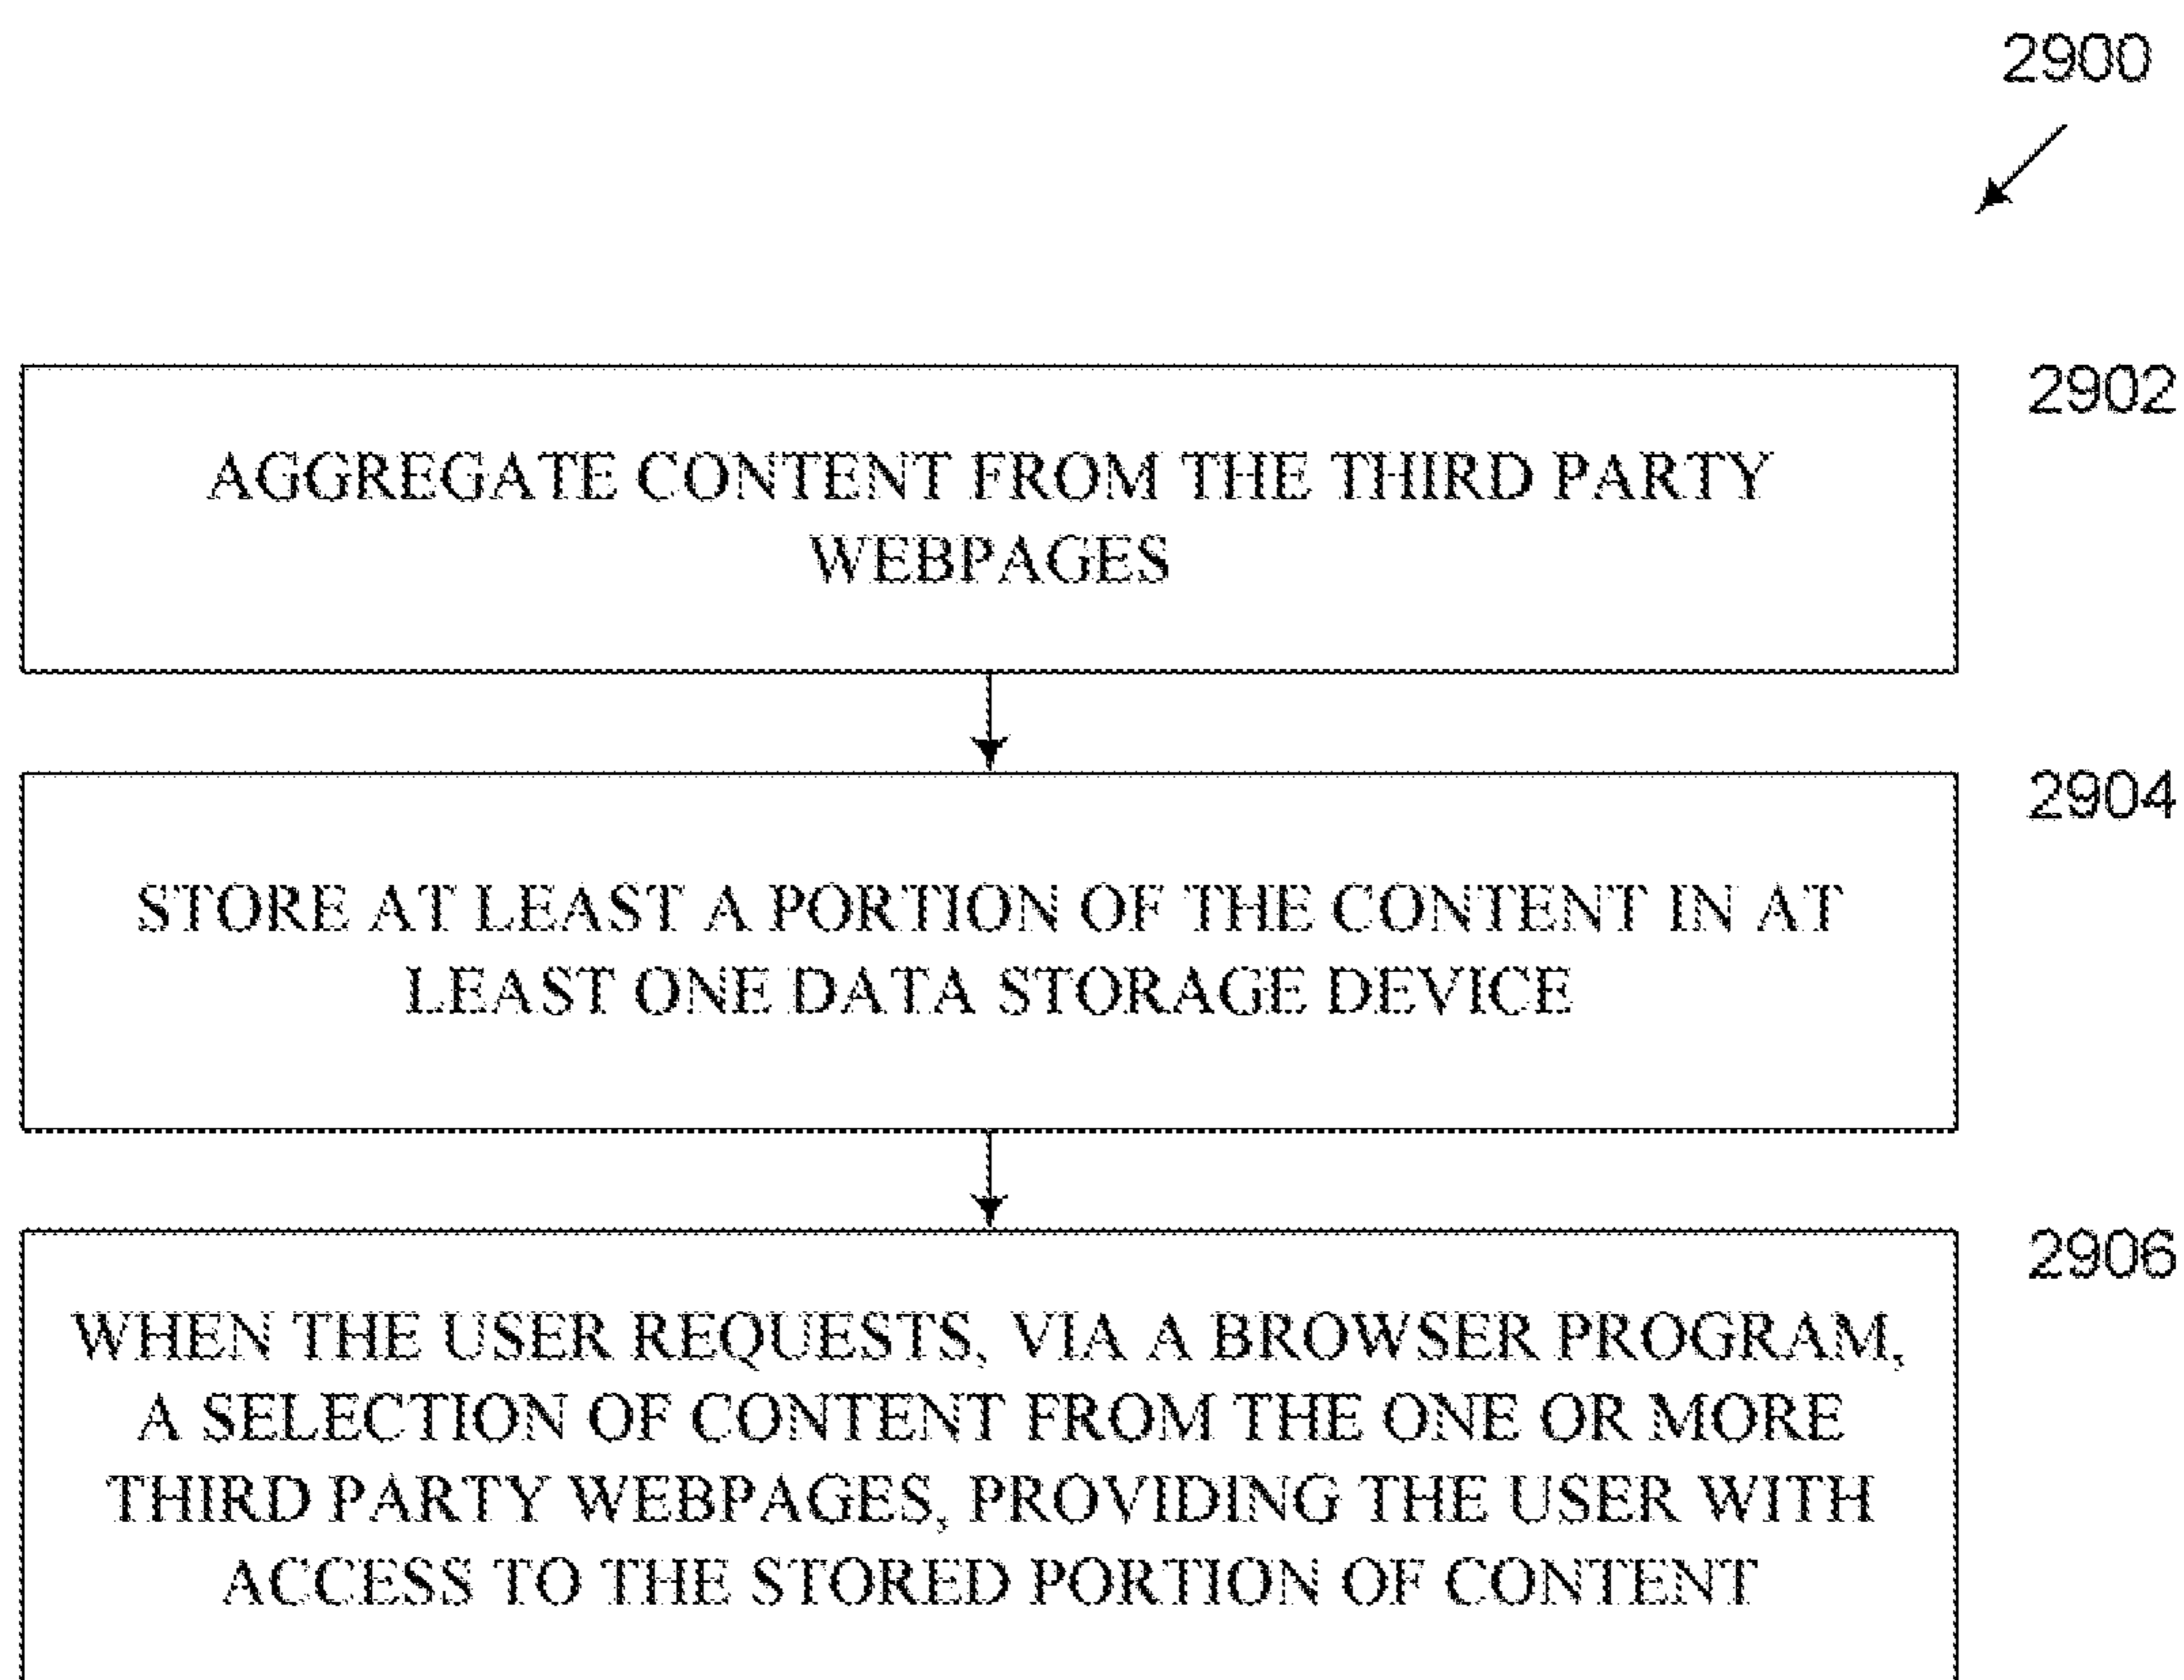 2900
2902
AGGREGATE CONTENT FROM THE THIRD PARTY
WEBPAGES
2904
STORE AT LEAST A PORTION OF THE CONTENT IN AT
LEAST ONE DATA STORAGE DEVICE
2906
WHEN THE USER REQUESTS, VIA A BROWSER PROGRAM,
A SELECTION OF CONTENT FROM THE ONE OR MORE
THIRD PARTY WEBPAGES, PROVIDING THE USER WITH
ACCESS TO THE STORED PORTION OF CONTENT